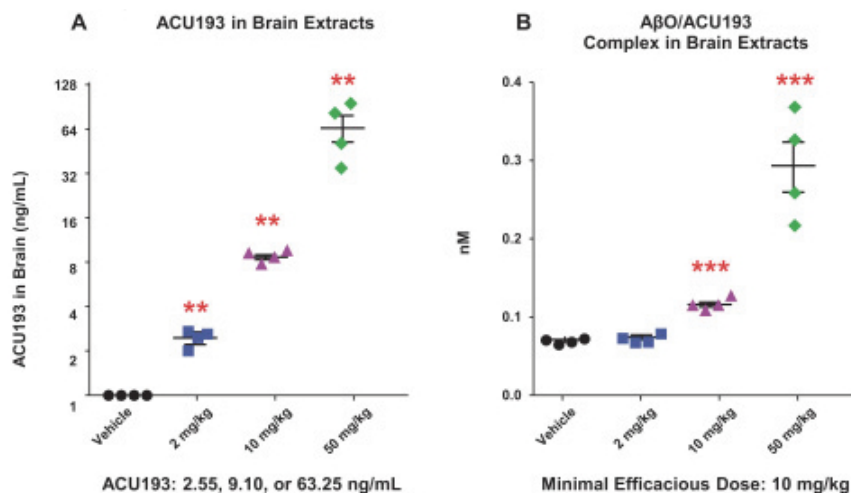 A
ACU193 in Brain Extracts
ACU193 in Brain (ng/mL)
128
64
32
16
8
4
2
1
**
**
**
Vehicle
2 mg/kg
10 mg/kg
50 mg/kg
ACU193: 2.55, 9.10, or 63.25 ng/mL
B
AβO/ACU193
Complex in Brain Extracts
nM
0.4
0.3
0.2
0.1
0.0
***
***
Vehicle
2 mg/kg
10 mg/kg
50 mg/kg
Minimal Efficacious Dose: 10 mg/kg